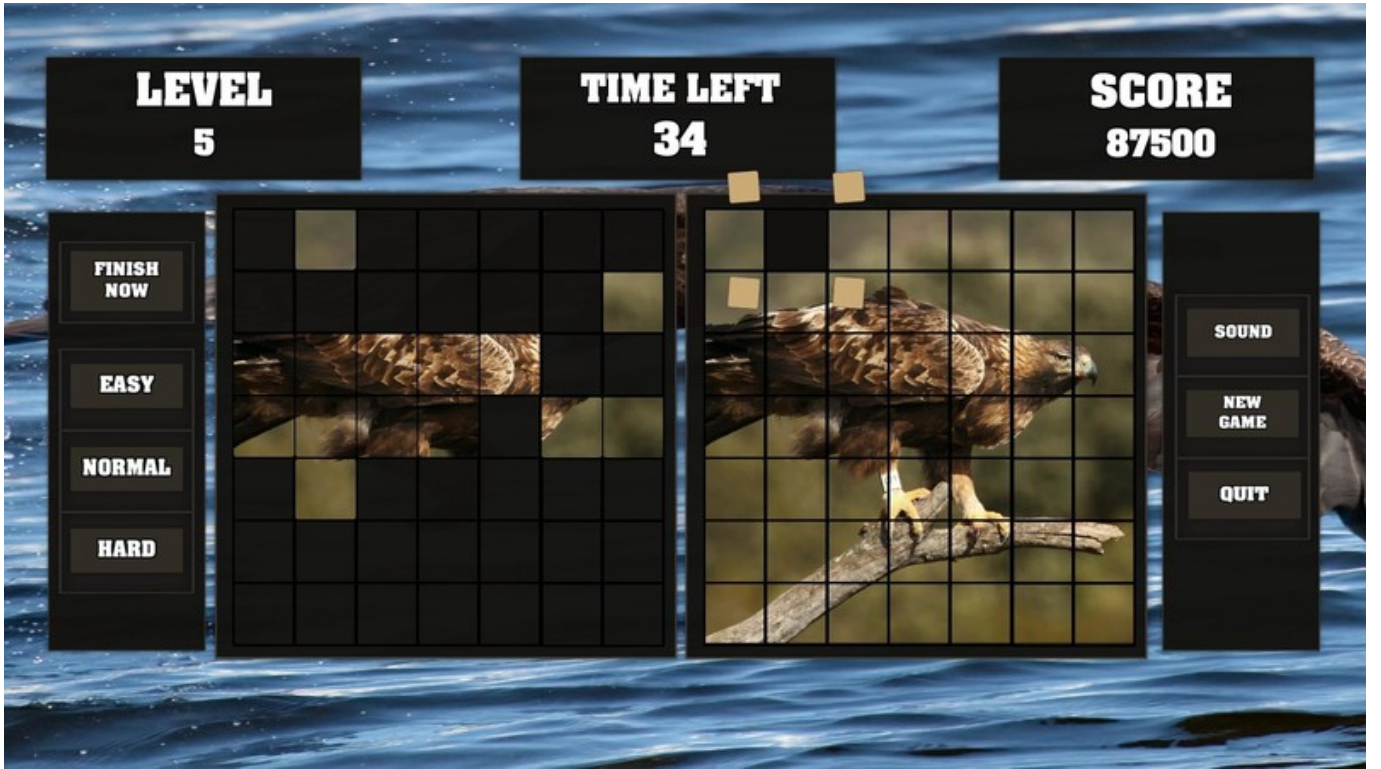 LEVEL
5
TIME LEFT
34
SCORE
87500
FINISH
NOW
EASY
NORMAL
HARD
SOUND
NEW
GAME
QUIT